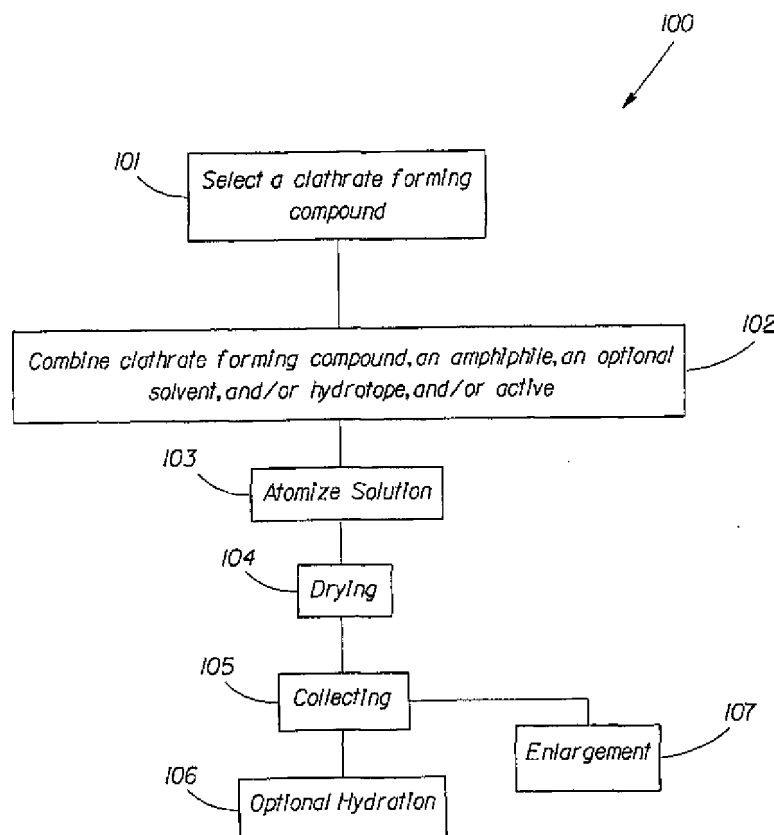 100
101
Select a clathrate forming
compound
102
Combine clathrate forming compound, an amphiphile, an optional
solvent, and/or hydrotope, and/or active
103
Atomize Solution
104
Drying
105
Collecting
107
Enlargement
106
Optional Hydration